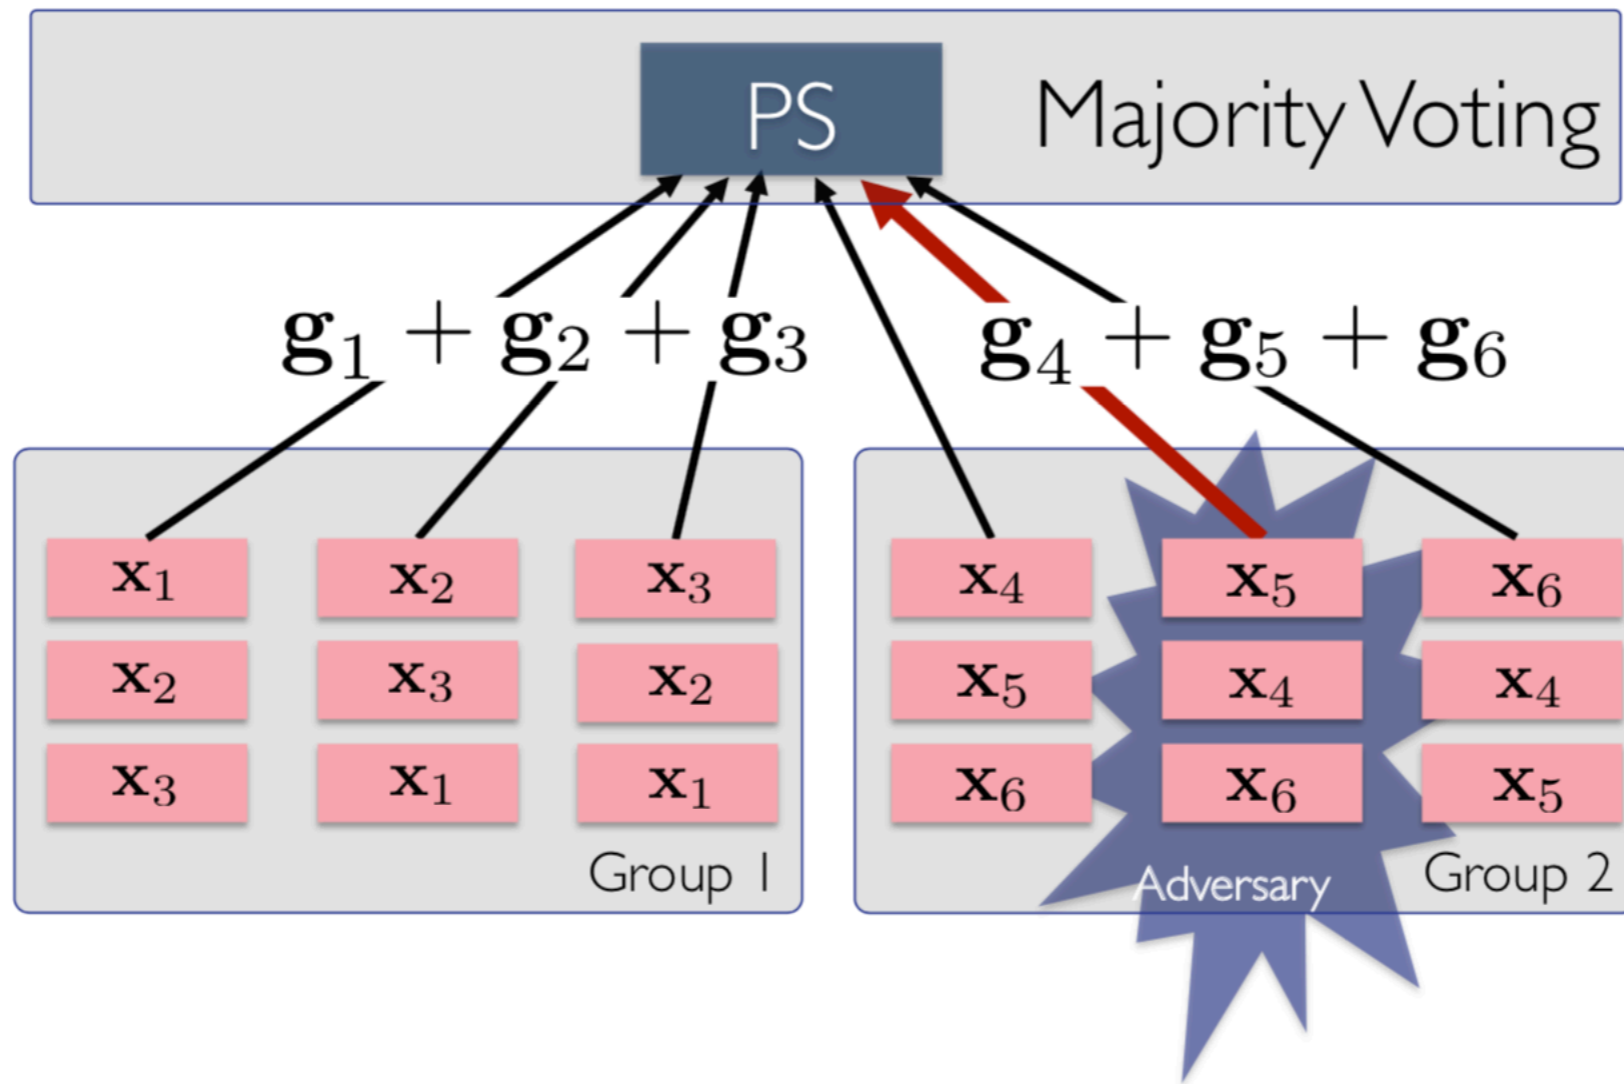 PS
Majority Voting
g₁ + g₂ + g₃
g₄ + g₅ + g₆
x₁ x₂ x₃
x₂ x₃ x₂
x₃ x₁ x₁
Group 1
x₄ x₅ x₆
x₅ x₄ x₄
x₆ x₆ x₅
Adversary
Group 2